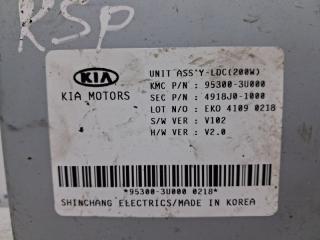 KSP
KIA
KIA MOTORS
UNIT ASS'Y-LDC(200W)
KMC P/N : 95300-3U000
SEC P/N : 4918J0-1000
LOT N/O : EKO 4109 0218
S/W VER : V102
H/W VER : V2.0
*95300-3U000 0218*
SHINCHANG ELECTRICS/MADE IN KOREA